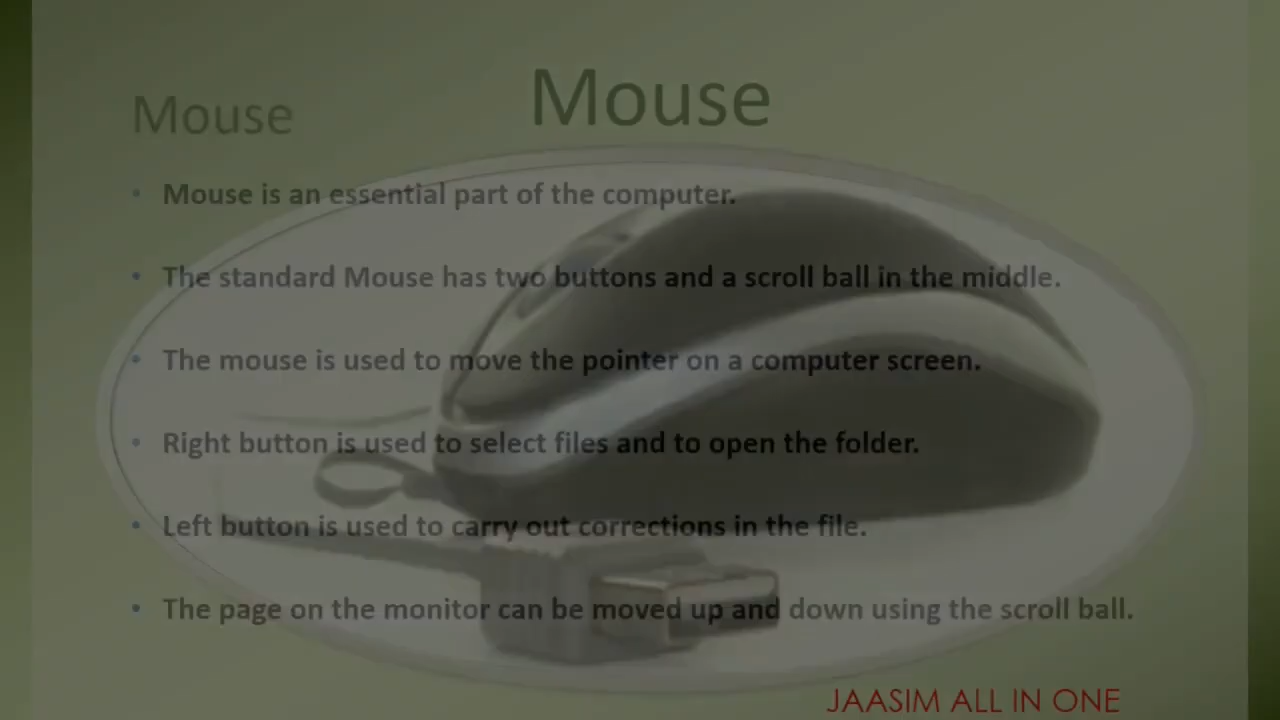 Mouse
Mouse
• Mouse is an essential part of the computer.
• The standard Mouse has two buttons and a scroll ball in the middle.
• The mouse is used to move the pointer on a computer screen.
• Right button is used to select files and to open the folder.
• Left button is used to carry out corrections in the file.
• The page on the monitor can be moved up and down using the scroll ball.
JAASIM ALL IN ONE